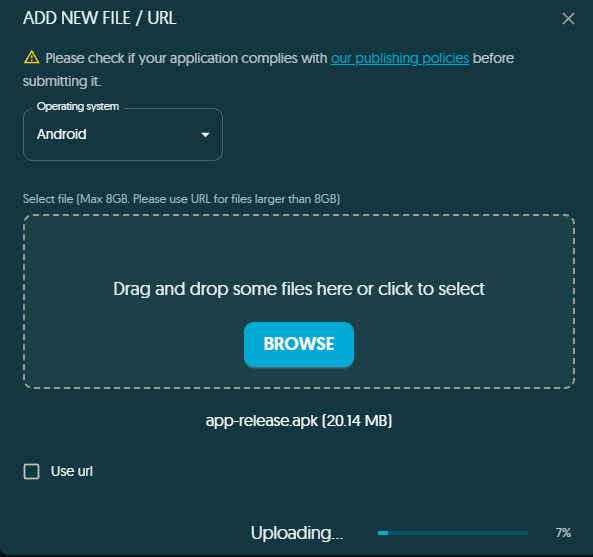 ADD NEW FILE / URL
Please check if your application complies with our publishing policies before
submitting it.
Operating system
Android
Select file (Max 8GB. Please use URL for files larger than 8GB)
Drag and drop some files here or click to select
BROWSE
app-release.apk (20.14 MB)
Use url
Uploading... 7%